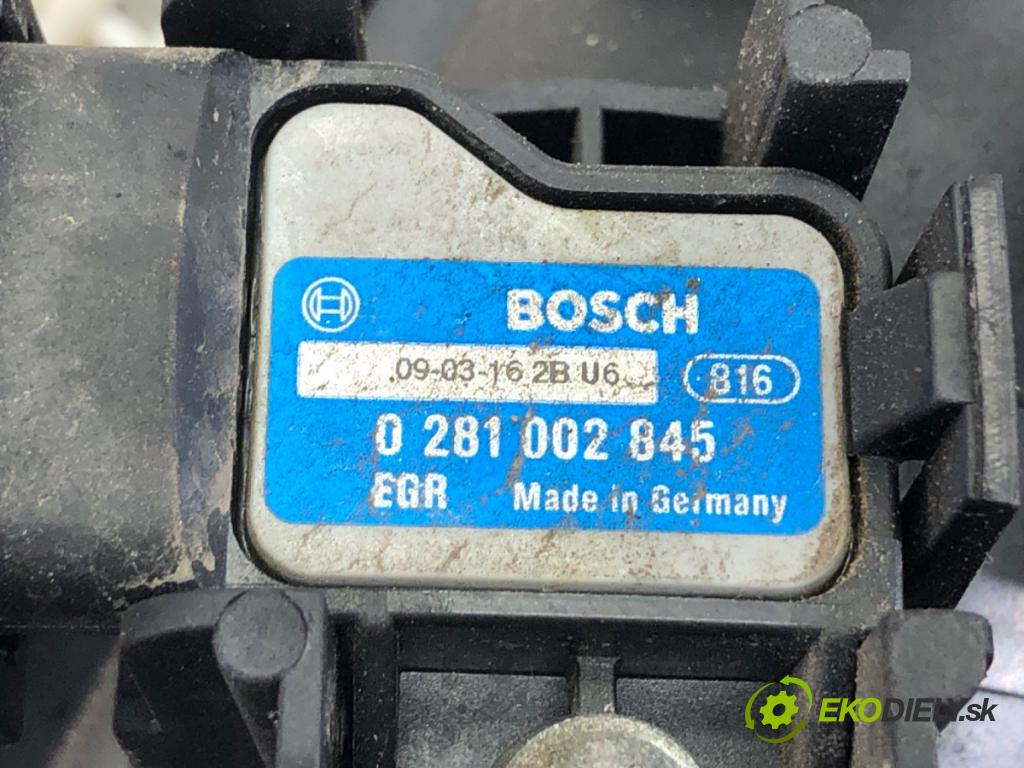 BOSCH
09-03-16 2B U6
816
0 281 002 845
EGR Made in Germany
EKODIELY.sk